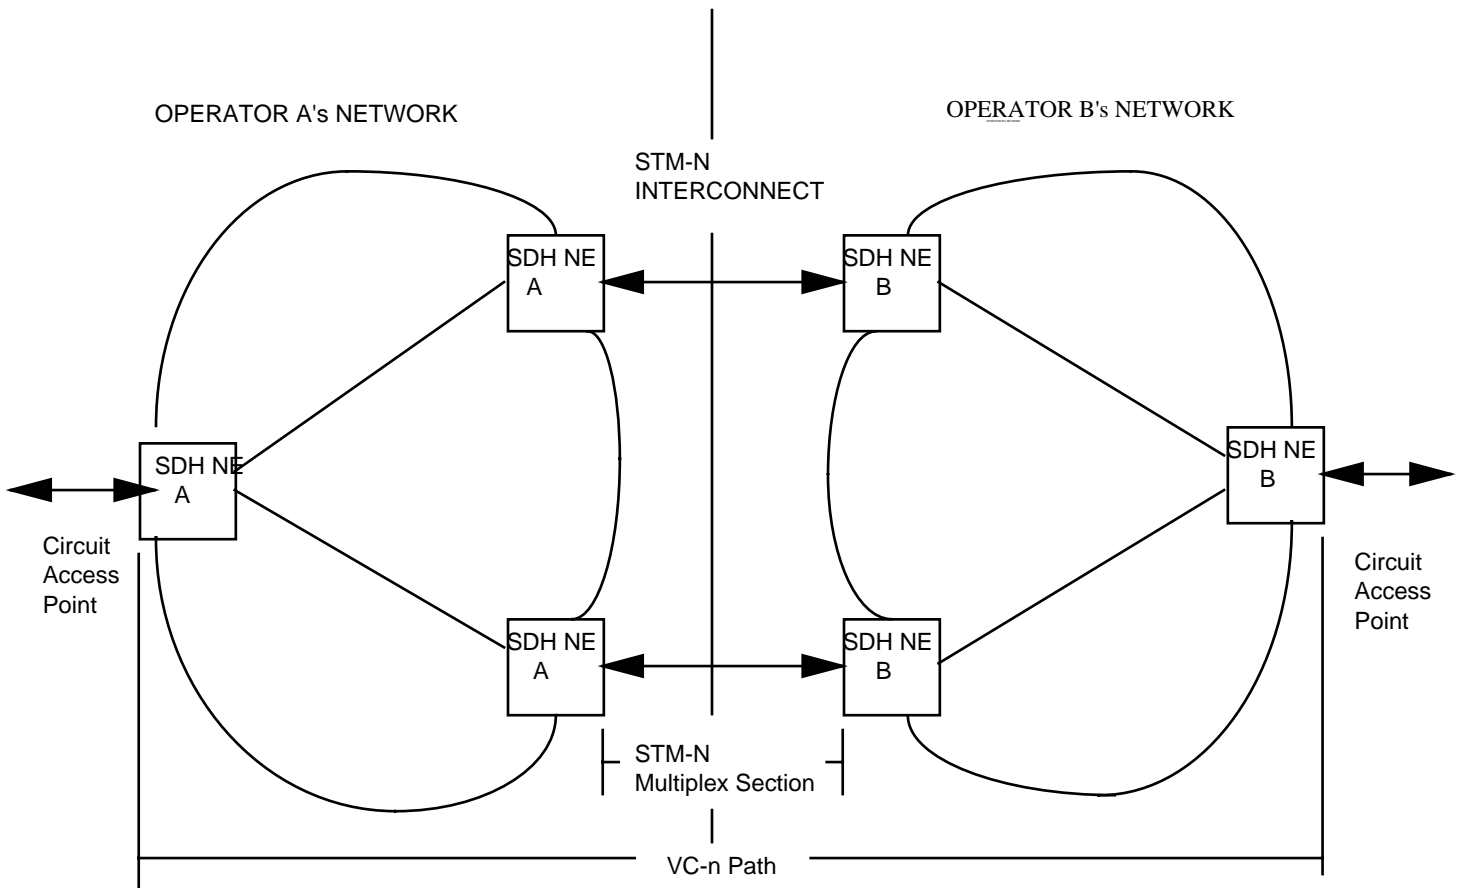 OPERATOR A's NETWORK
OPERATOR B's NETWORK
STM-N
INTERCONNECT
SDH NE
A
SDH NE
B
SDH NE
A
SDH NE
B
Circuit
Access
Point
Circuit
Access
Point
SDH NE
A
SDH NE
B
STM-N
Multiplex Section
VC-n Path